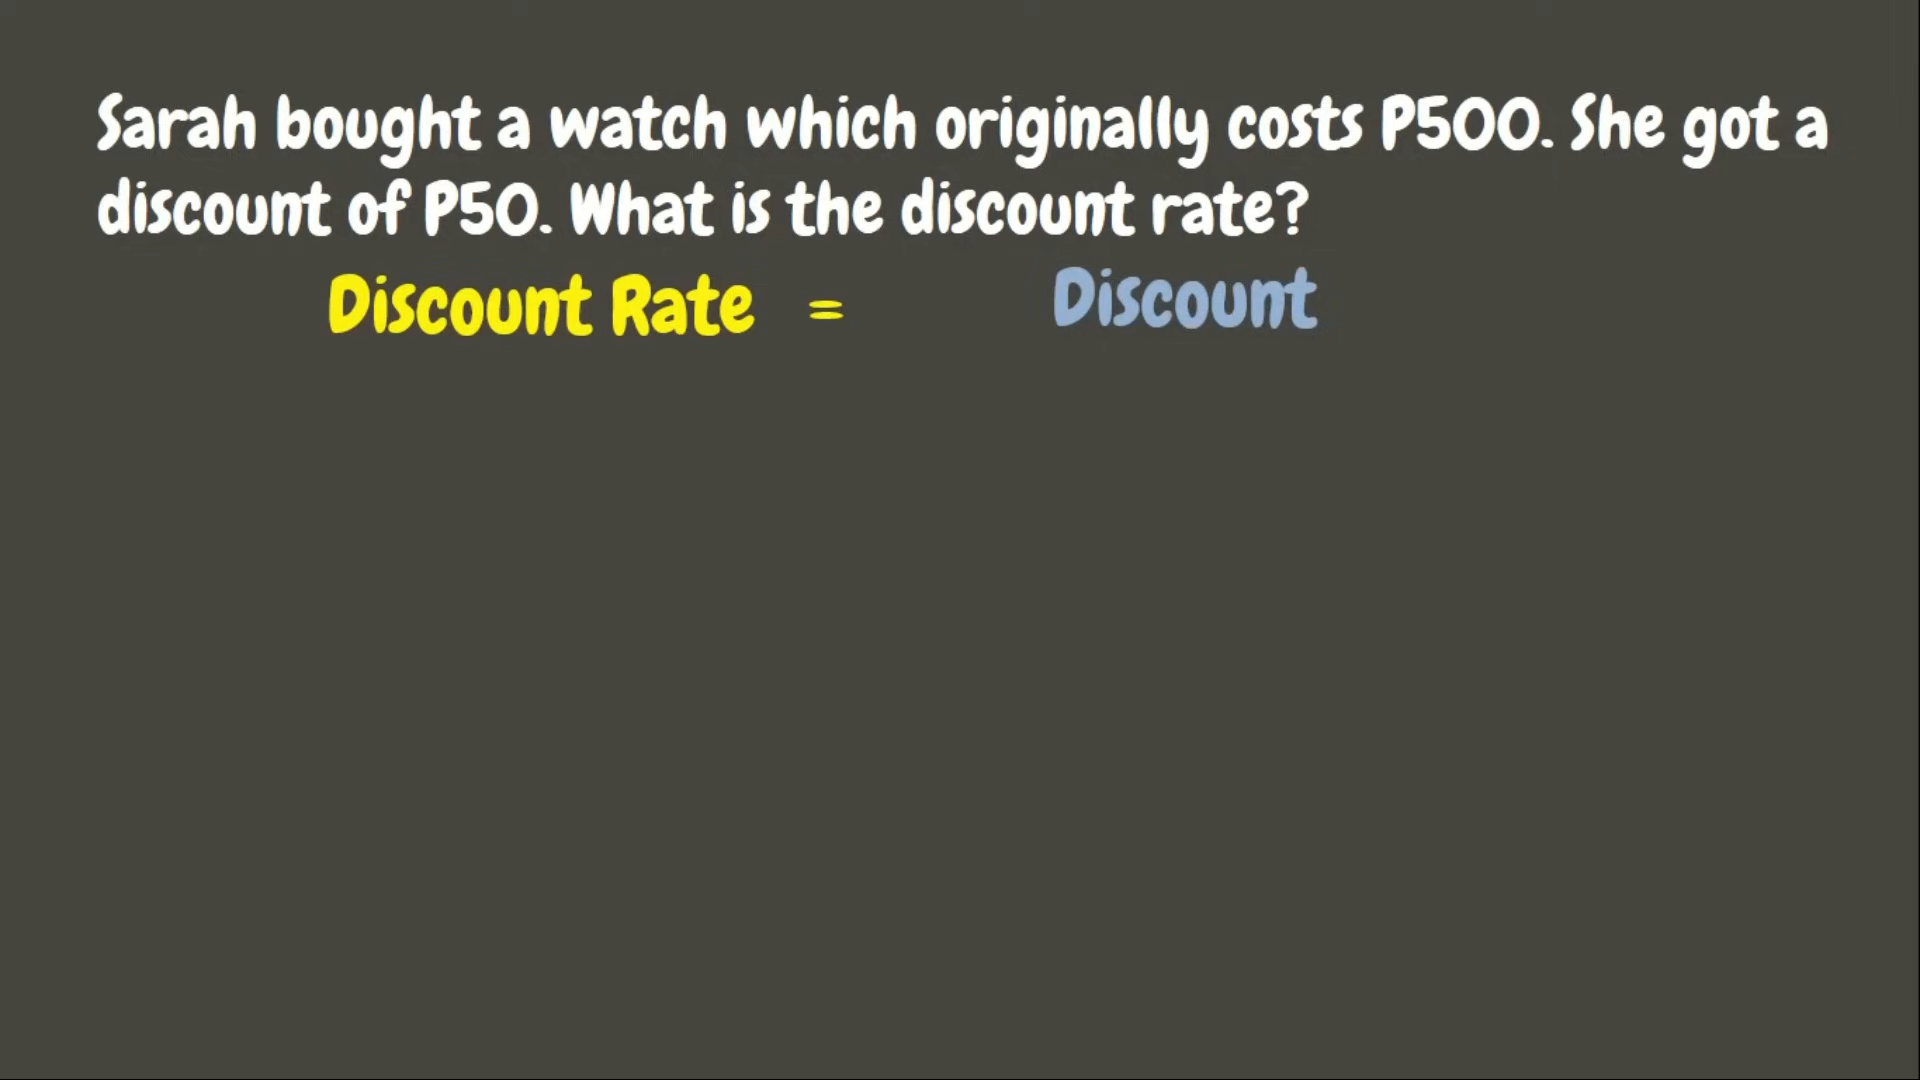 Sarah bought a watch which originally costs P500. She got a
discount of P50. What is the discount rate?
Discount Rate = Discount